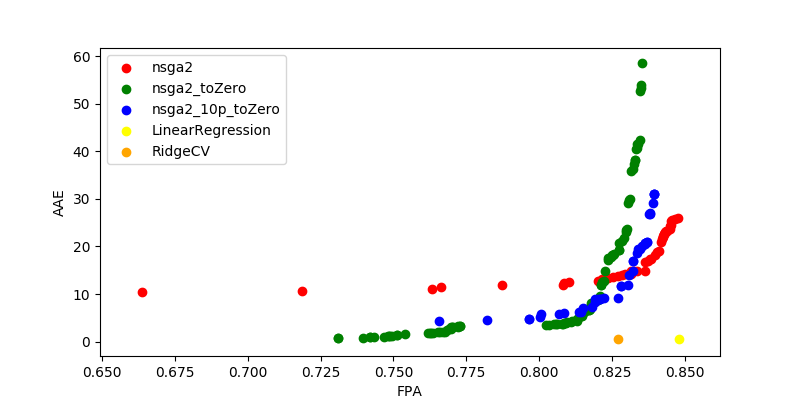 60
50
40
30
20
10
0
AAE
nsga2
nsga2_toZero
nsga2_10p_toZero
LinearRegression
RidgeCV
0.650 0.675 0.700 0.725 0.750 0.775 0.800 0.825 0.850
FPA